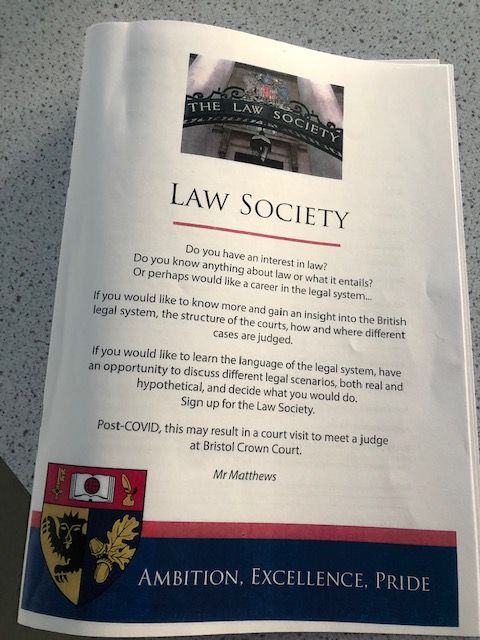 THE LAW SOCIETY
LAW SOCIETY
Do you have an interest in law?
Do you know anything about law or what it entails?
Or perhaps would like a career in the legal system...
If you would like to know more and gain an insight into the British
legal system, the structure of the courts, how and where different
cases are judged.
If you would like to learn the language of the legal system, have
an opportunity to discuss different legal scenarios, both real and
hypothetical, and decide what you would do.
Sign up for the Law Society.
Post-COVID, this may result in a court visit to meet a judge
at Bristol Crown Court.
Mr Matthews
AMBITION, EXCELLENCE, PRIDE